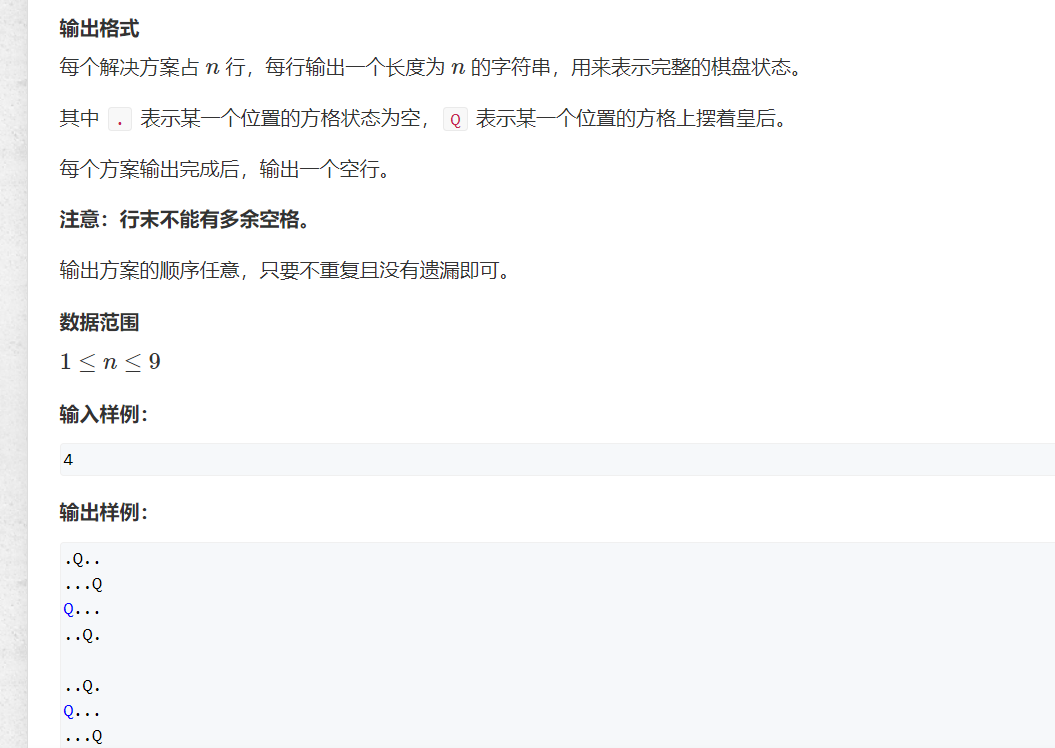 输出格式
每个解决方案占 n 行，每行输出一个长度为 n 的字符串，用来表示完整的棋盘状态。
其中 . 表示某一个位置的方格状态为空，Q 表示某一个位置的方格上摆着皇后。
每个方案输出完成后，输出一个空行。
注意：行末不能有多余空格。
输出方案的顺序任意，只要不重复且没有遗漏即可。
数据范围
1 ≤ n ≤ 9
输入样例：
4
输出样例：
.Q..
...Q
Q...
..Q.

..Q.
Q...
...Q